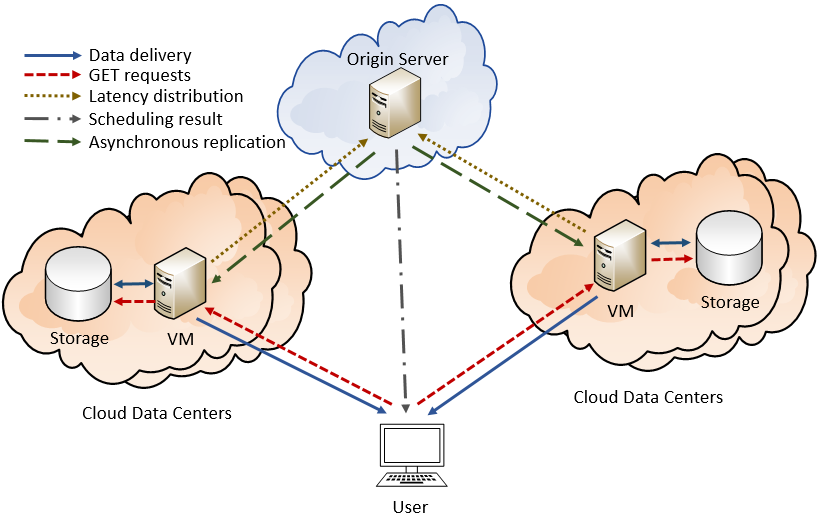 Origin Server
Data delivery
GET requests
Latency distribution
Scheduling result
Asynchronous replication
Storage
VM
Cloud Data Centers
VM
Storage
Cloud Data Centers
User